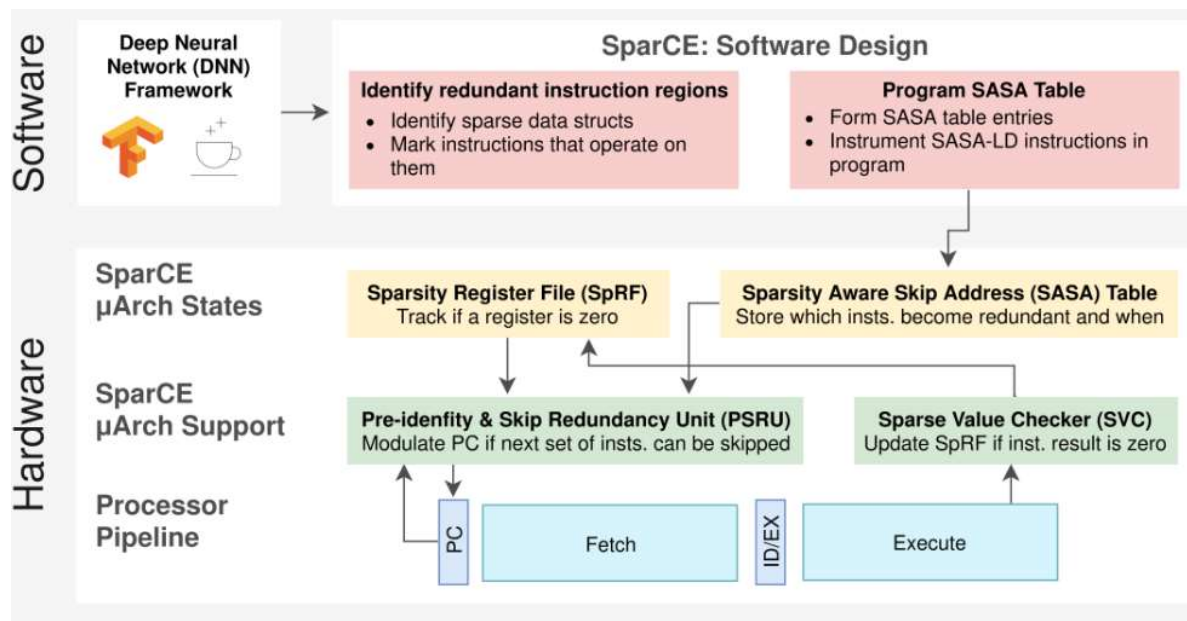 Software
Deep Neural
Network (DNN)
Framework
SparCE: Software Design
Identify redundant instruction regions
• Identify sparse data structs
• Mark instructions that operate on
them
Program SASA Table
• Form SASA table entries
• Instrument SASA-LD instructions in
program
Hardware
SparCE
µArch States
Sparsity Register File (SpRF)
Track if a register is zero
Sparsity Aware Skip Address (SASA) Table
Store which insts. become redundant and when
SparCE
µArch Support
Pre-idenfity & Skip Redundancy Unit (PSRU)
Modulate PC if next set of insts. can be skipped
Sparse Value Checker (SVC)
Update SpRF if inst. result is zero
Processor
Pipeline
PC
Fetch
ID/EX
Execute